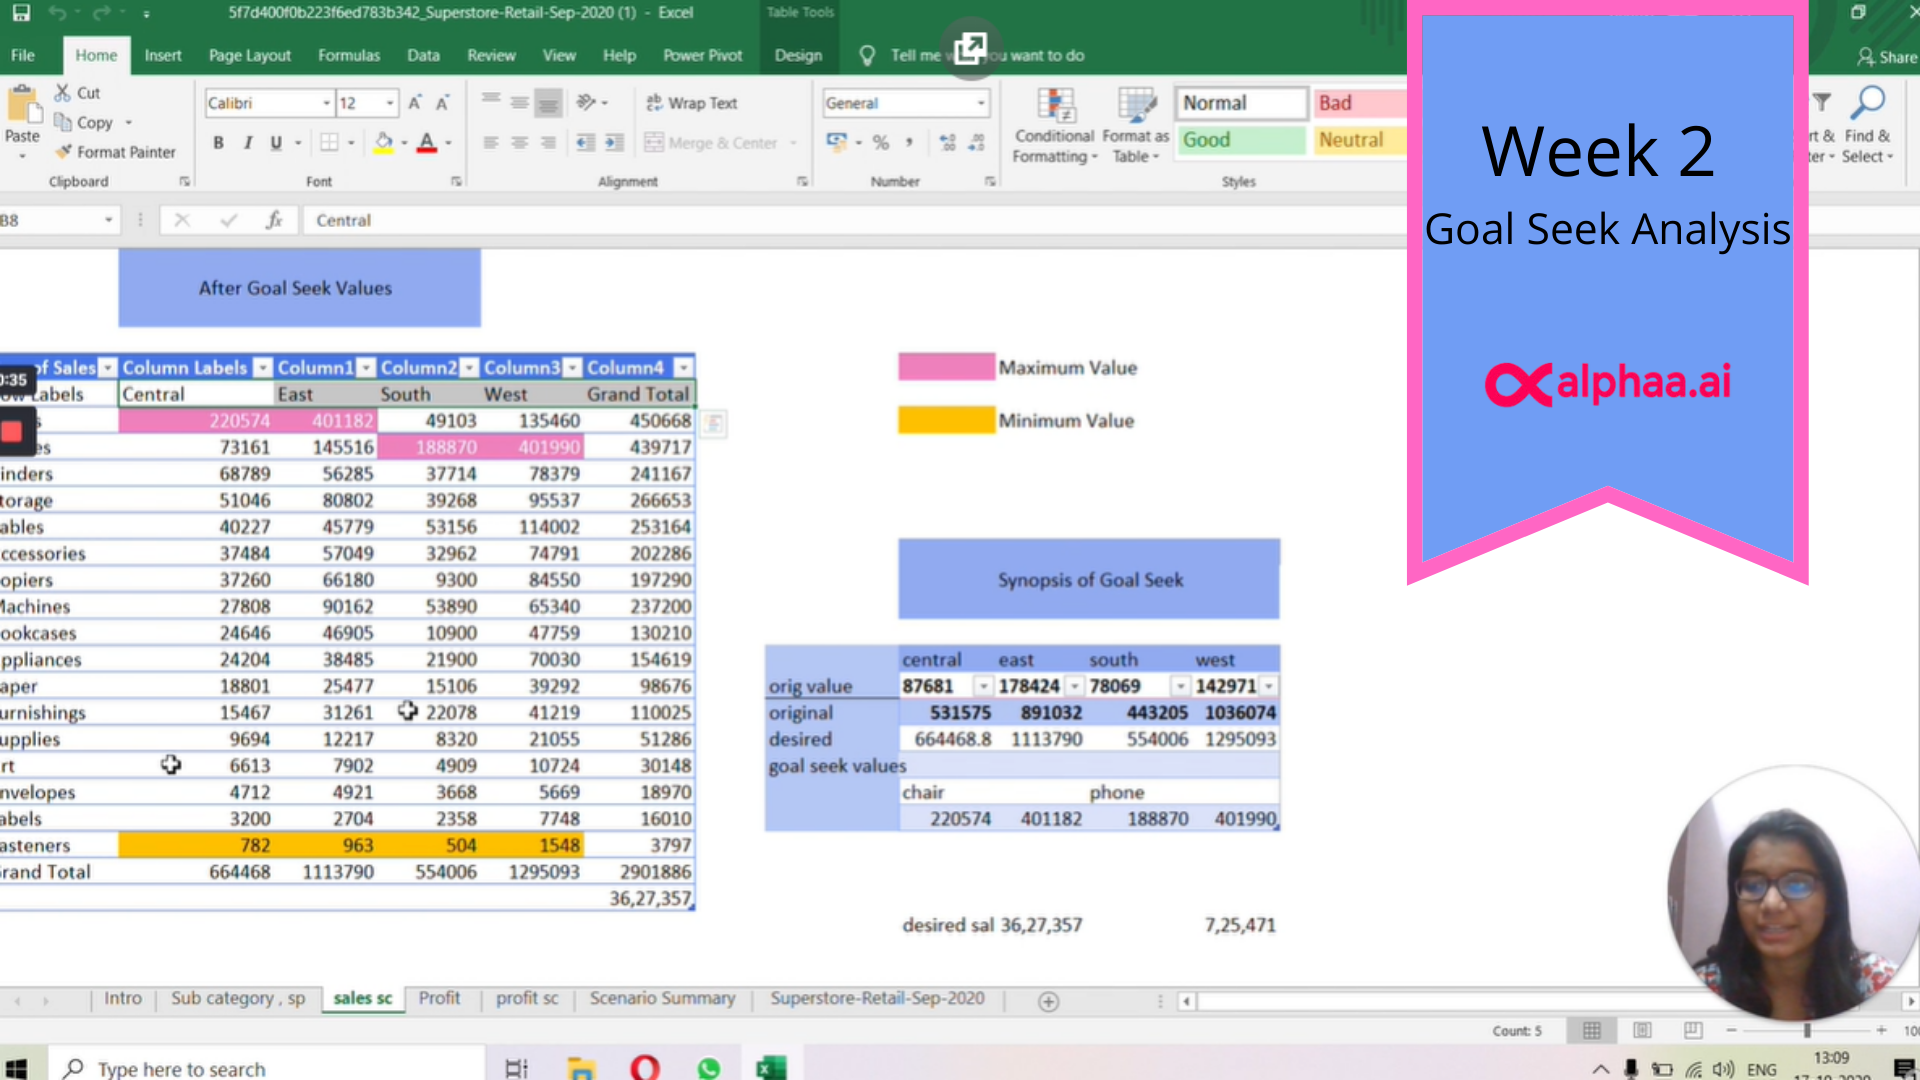 5f7d400f0b223f6ed783b342_Superstore-Retail-Sep-2020 (1) - Excel
Table Tools
File Home Insert Page Layout Formulas Data Review View Help Power Pivot Design Tell me you want to do Share
Cut
Copy
Format Painter
Paste
Clipboard
Calibri 12
B I U
Font
Wrap Text
Merge & Center
Alignment
General
%
Number
Conditional Formatting
Format as Table
Normal Bad
Good Neutral
Styles
Find & Select
B8 fx Central
Week 2
Goal Seek Analysis
alphaa.ai
After Goal Seek Values
of Sales Column Labels Column1 Column2 Column3 Column4
Labels Central East South West Grand Total
220574 401182 49103 135460 450668
es 73161 145516 188870 401990 439717
inders 68789 56285 37714 78379 241167
torage 51046 80802 39268 95537 266653
ables 40227 45779 53156 114002 253164
ccessories 37484 57049 32962 74791 202286
opiers 37260 66180 9300 84550 197290
Machines 27808 90162 53890 65340 237200
ookcases 24646 46905 10900 47759 130210
ppliances 24204 38485 21900 70030 154619
aper 18801 25477 15106 39292 98676
urnishings 15467 31261 22078 41219 110025
upplies 9694 12217 8320 21055 51286
rt 6613 7902 4909 10724 30148
nvelopes 4712 4921 3668 5669 18970
abels 3200 2704 2358 7748 16010
asteners 782 963 504 1548 3797
Grand Total 664468 1113790 554006 1295093 2901886
36,27,357
0:35
Maximum Value
Minimum Value
Synopsis of Goal Seek
central east south west
orig value 87681 178424 78069 142971
original 531575 891032 443205 1036074
desired 664468.8 1113790 554006 1295093
goal seek values
chair phone
220574 401182 188870 401990
desired sal 36,27,357 7,25,471
Intro Sub category , sp sales sc Profit profit sc Scenario Summary Superstore-Retail-Sep-2020
Count: 5
Type here to search
ENG
13:09